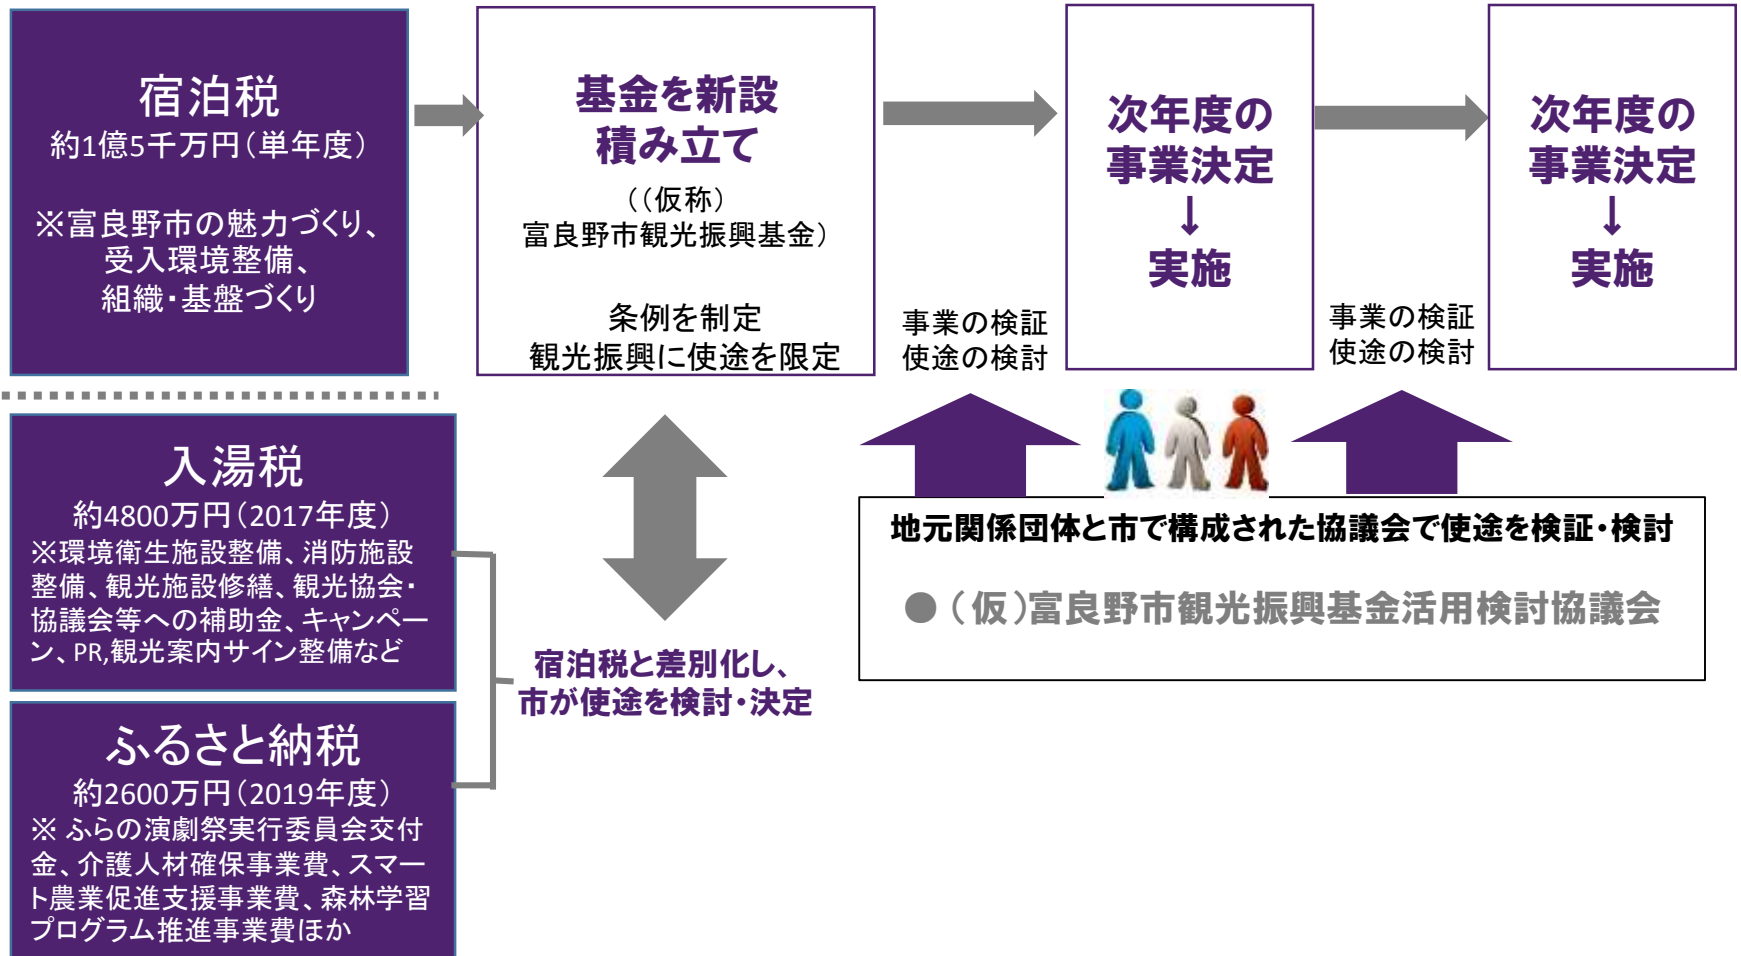 宿泊税
約1億5千万円（単年度）
※富良野市の魅力づくり、
受入環境整備、
組織・基盤づくり
基金を新設
積み立て
（（仮称）
富良野市観光振興基金）
条例を制定
観光振興に使途を限定
事業の検証
使途の検討
次年度の
事業決定
↓
実施
事業の検証
使途の検討
次年度の
事業決定
↓
実施
入湯税
約4800万円（2017年度）
※環境衛生施設整備、消防施設
整備、観光施設修繕、観光協会・
協議会等への補助金、キャンペー
ン、PR,観光案内サイン整備など
ふるさと納税
約2600万円（2019年度）
※ ふらの演劇祭実行委員会交付
金、介護人材確保事業費、スマー
ト農業促進支援事業費、森林学習
プログラム推進事業費ほか
宿泊税と差別化し、
市が使途を検討・決定
地元関係団体と市で構成された協議会で使途を検証・検討
●（仮）富良野市観光振興基金活用検討協議会